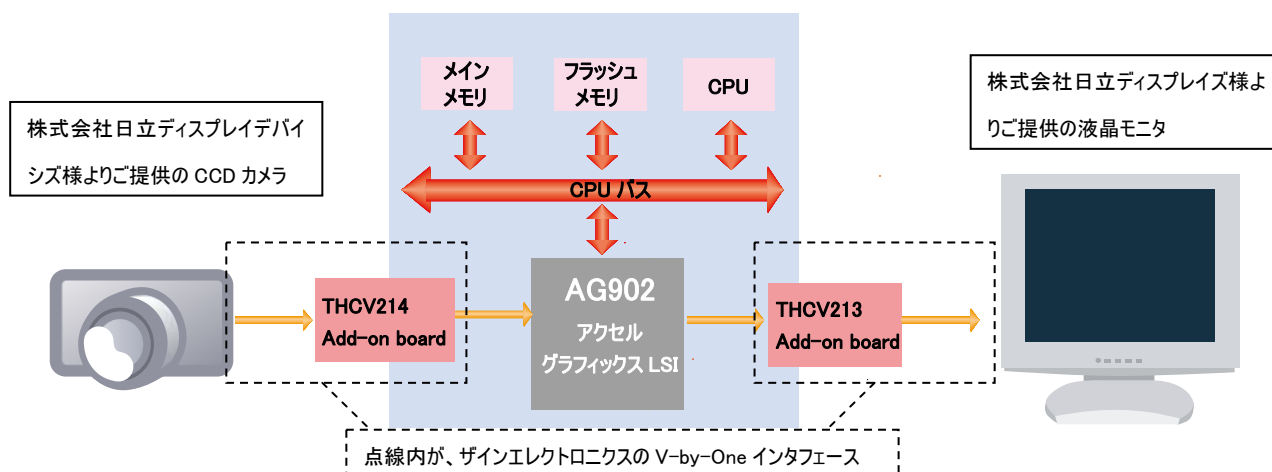 メイン
メモリ
フラッシュ
メモリ
CPU
株式会社日立ディスプレイズ様よ
りご提供の液晶モニタ
株式会社日立ディスプレイデバイ
シズ様よりご提供の CCD カメラ
CPU バス
THCV214
Add-on board
AG902
アクセル
グラフィックス LSI
THCV213
Add-on board
点線内が、ザインエレクトロニクスの V-by-One インタフェース